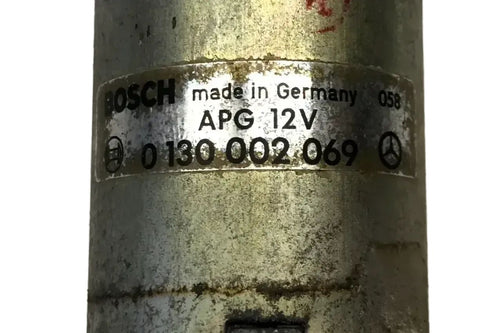 BOSCH made in Germany 058
APG 12V
0 130 002 069